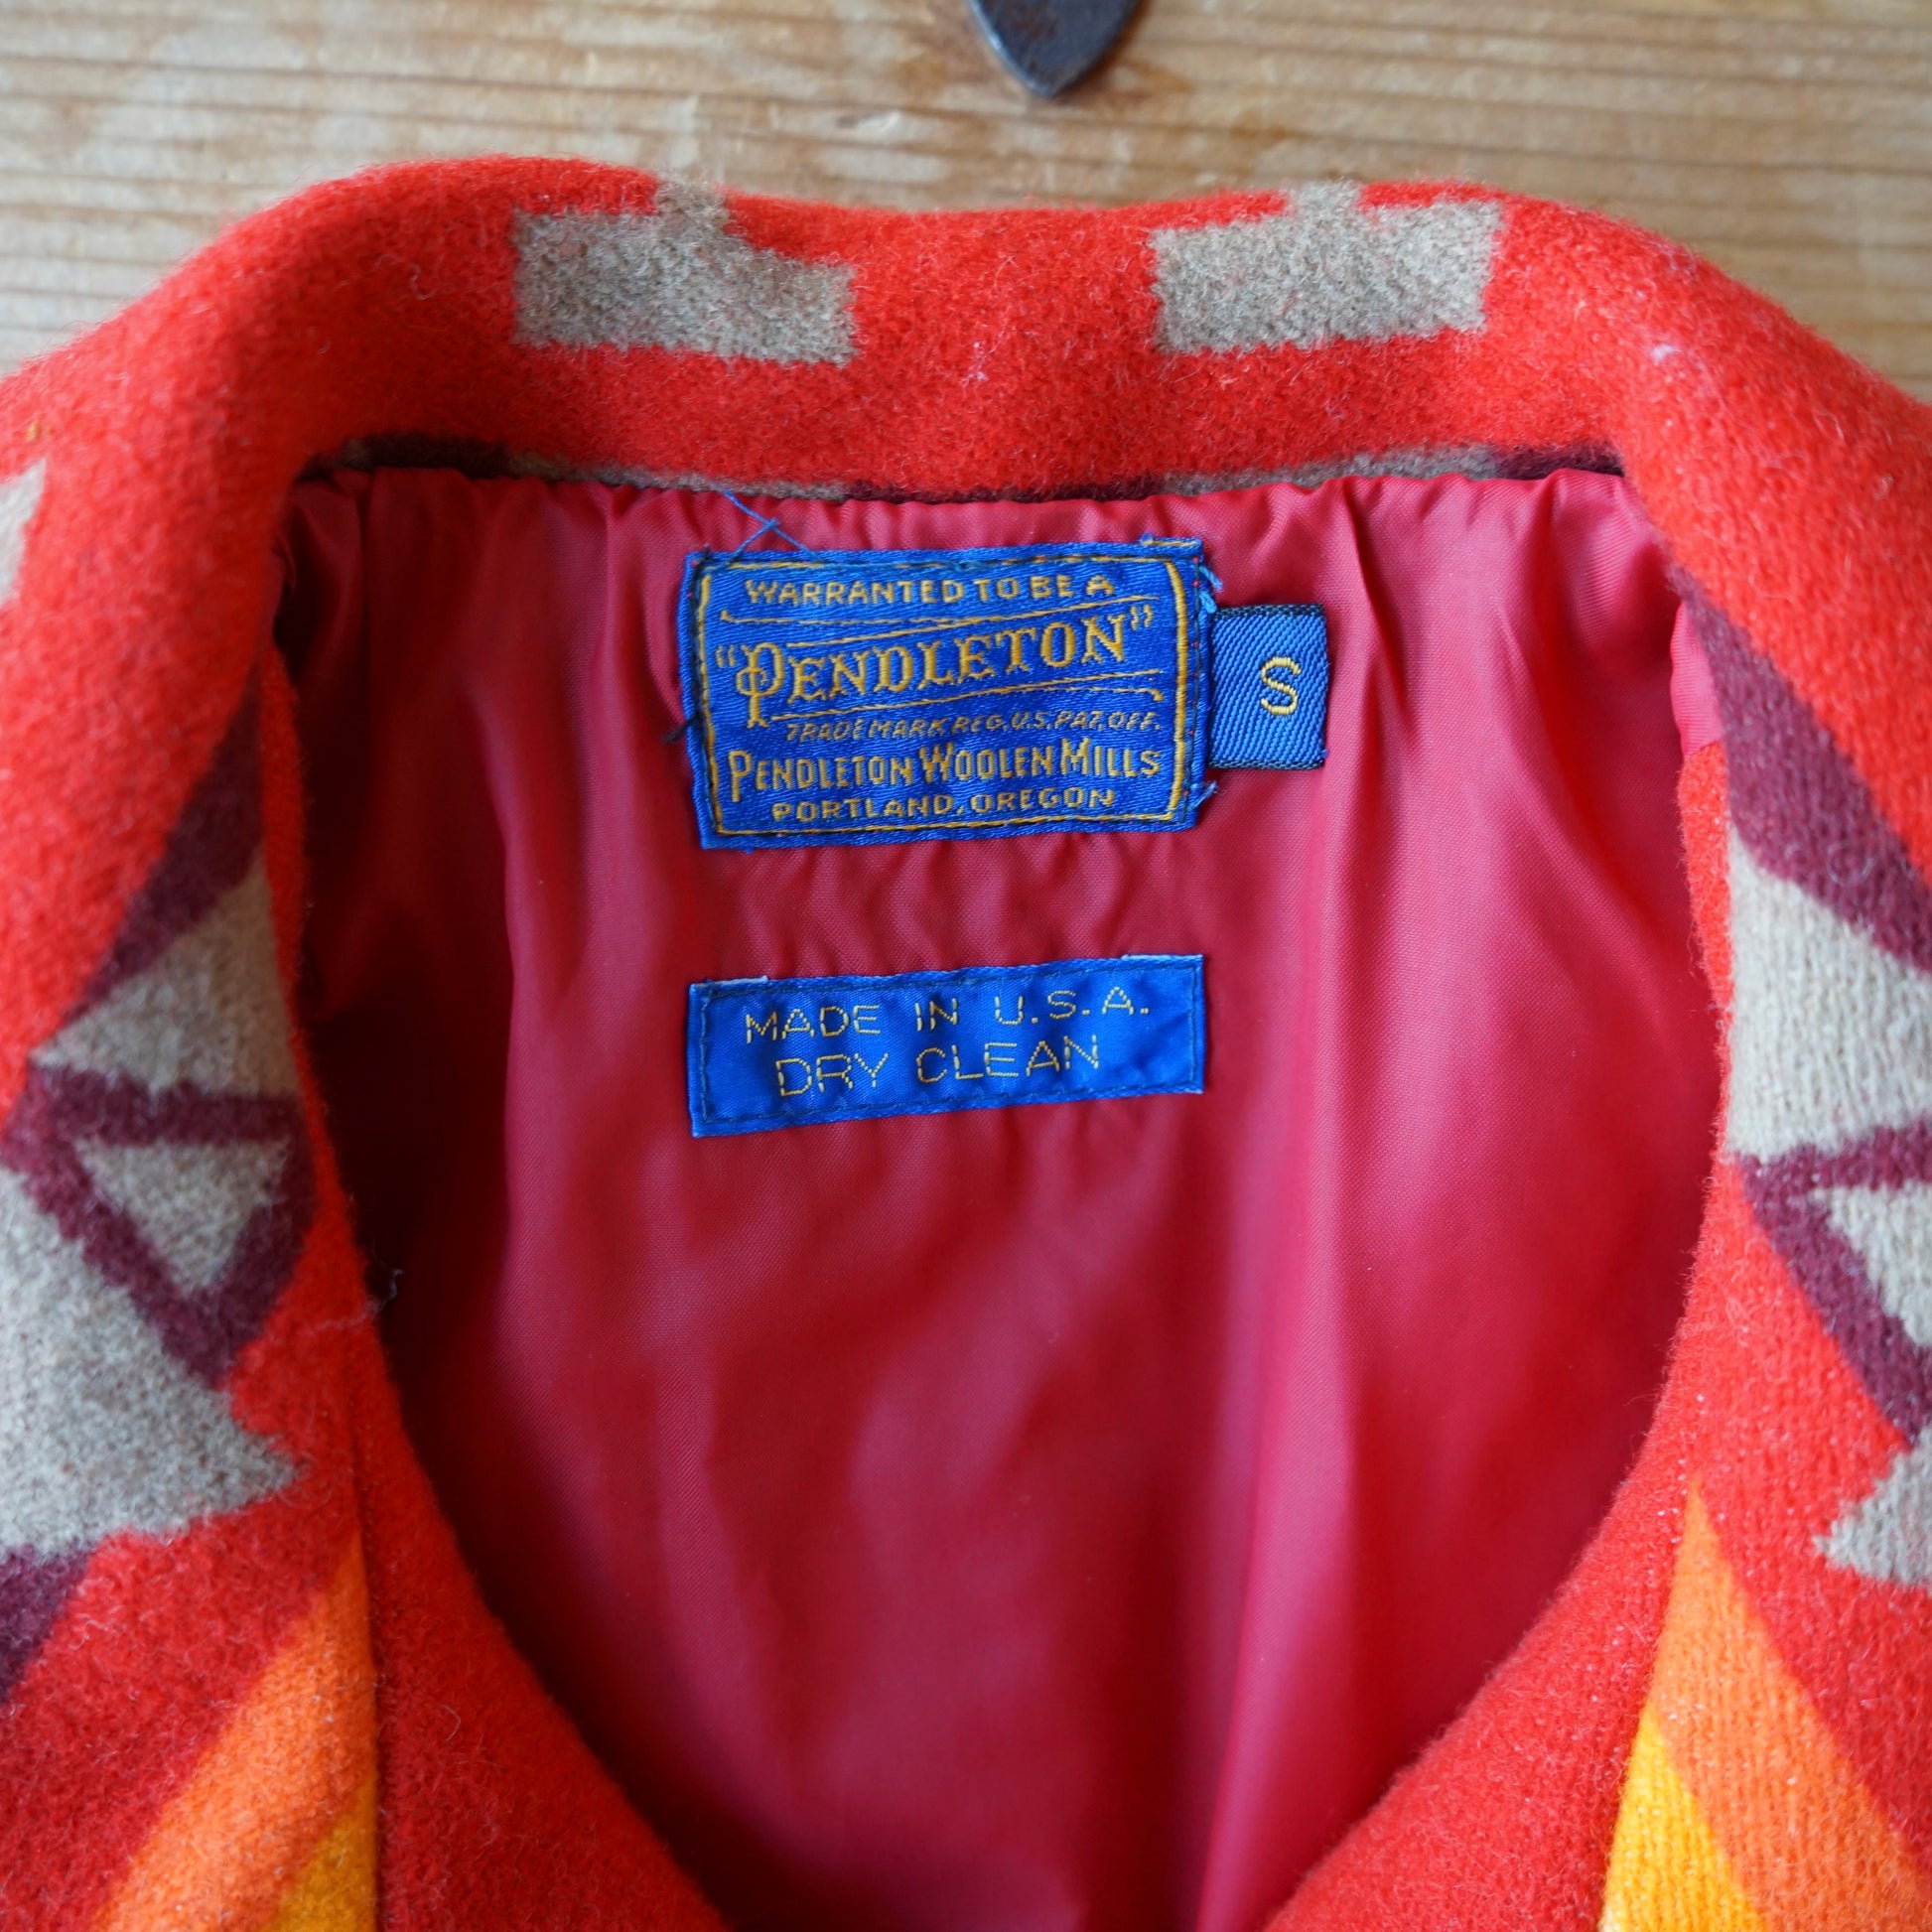 WARRANTED TO BE A
"PENDLETON"
TRADE MARK REG. U.S. PAT. OFF.
PENDLETON WOOLEN MILLS
PORTLAND, OREGON
S
MADE IN U.S.A.
DRY CLEAN